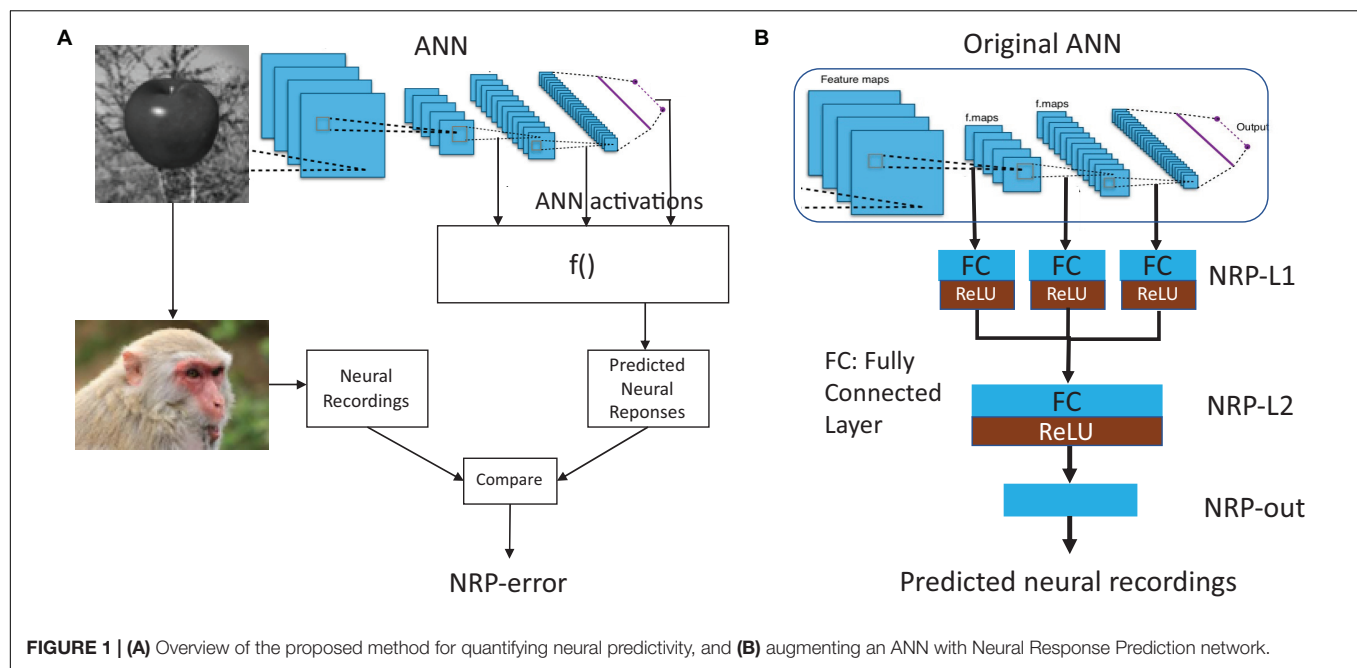 A
ANN
ANN activations
f()
Neural
Recordings
Predicted
Neural
Reponses
Compare
NRP-error
B
Original ANN
Feature maps
f.maps
f.maps
Output
FC
ReLU
FC
ReLU
FC
ReLU
NRP-L1
FC: Fully
Connected
Layer
FC
ReLU
NRP-L2
NRP-out
Predicted neural recordings
FIGURE 1 | (A) Overview of the proposed method for quantifying neural predictivity, and (B) augmenting an ANN with Neural Response Prediction network.